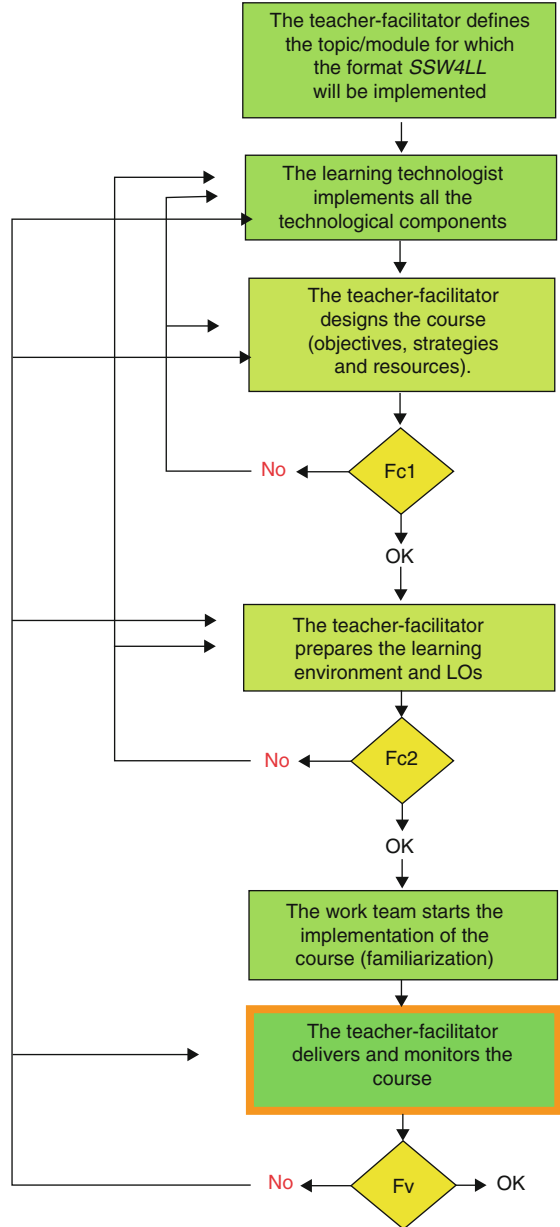 The teacher-facilitator defines
the topic/module for which
the format SSW4LL
will be implemented
The learning technologist
implements all the
technological components
The teacher-facilitator
designs the course
(objectives, strategies
and resources).
No
Fc1
OK
The teacher-facilitator
prepares the learning
environment and LOs
No
Fc2
OK
The work team starts the
implementation of the
course (familiarization)
The teacher-facilitator
delivers and monitors the
course
No
Fv
OK